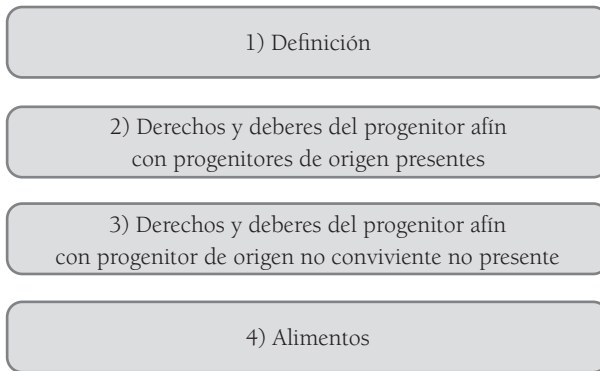 1) Definición
2) Derechos y deberes del progenitor afín
con progenitores de origen presentes
3) Derechos y deberes del progenitor afín
con progenitor de origen no conviviente no presente
4) Alimentos